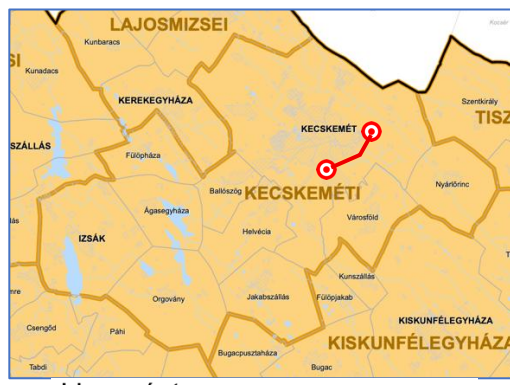 LAJOSMIZSEI
Kocsér
Kunbaracs
SI
Kunadacs
KEREKEGYHÁZA
Szentkirály
TISZ
KECSKEMÉT
SZÁLLÁS
Fülöpháza
Nyárlőrinc
Ballószög
KECSKEMÉTI
Ágasegyháza
Városföld
IZSÁK
Helvécia
Kunszállás
Orgovány
Jakabszállás
Fülöpjakab
KISKUNFÉLEGYHÁZA
Csengőd
Páhi
KISKUNFÉLEGYHÁZA
Bugacpusztaháza
Tabdi
Bugac